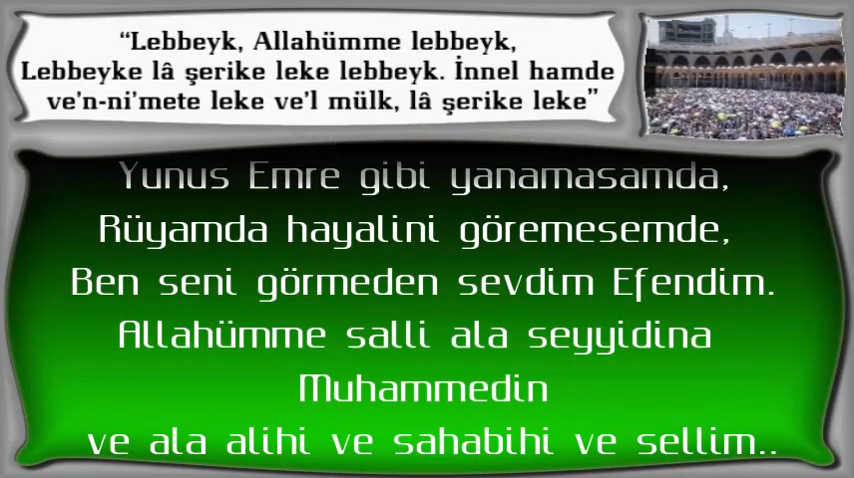 “Lebbeyk, Allahümme lebbeyk,
Lebbeyke lâ şerike leke lebbeyk. İnnel hamde
ve’n-ni’mete leke ve’l mülk, lâ şerike leke”
Yunus Emre gibi yanamasamda,
Rüyamda hayalini göremesemde,
Ben seni görmeden sevdim Efendim.
Allahümme salli ala seyyidina
Muhammedin
ve ala alihi ve sahabihi ve sellim..